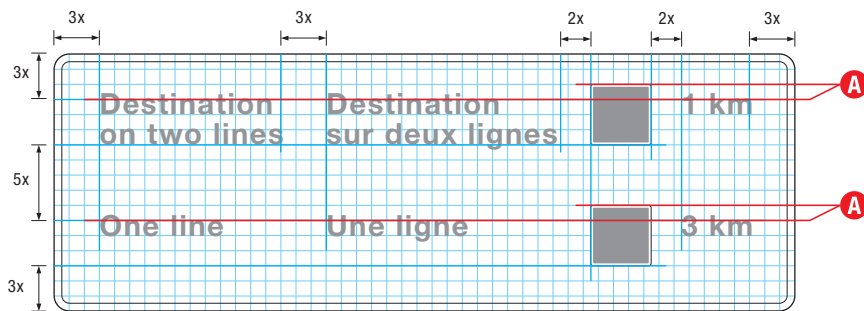 3x 3x 2x 2x 3x
3x
A
Destination Destination 1 km
on two lines sur deux lignes
5x
A
One line Une ligne 3 km
3x